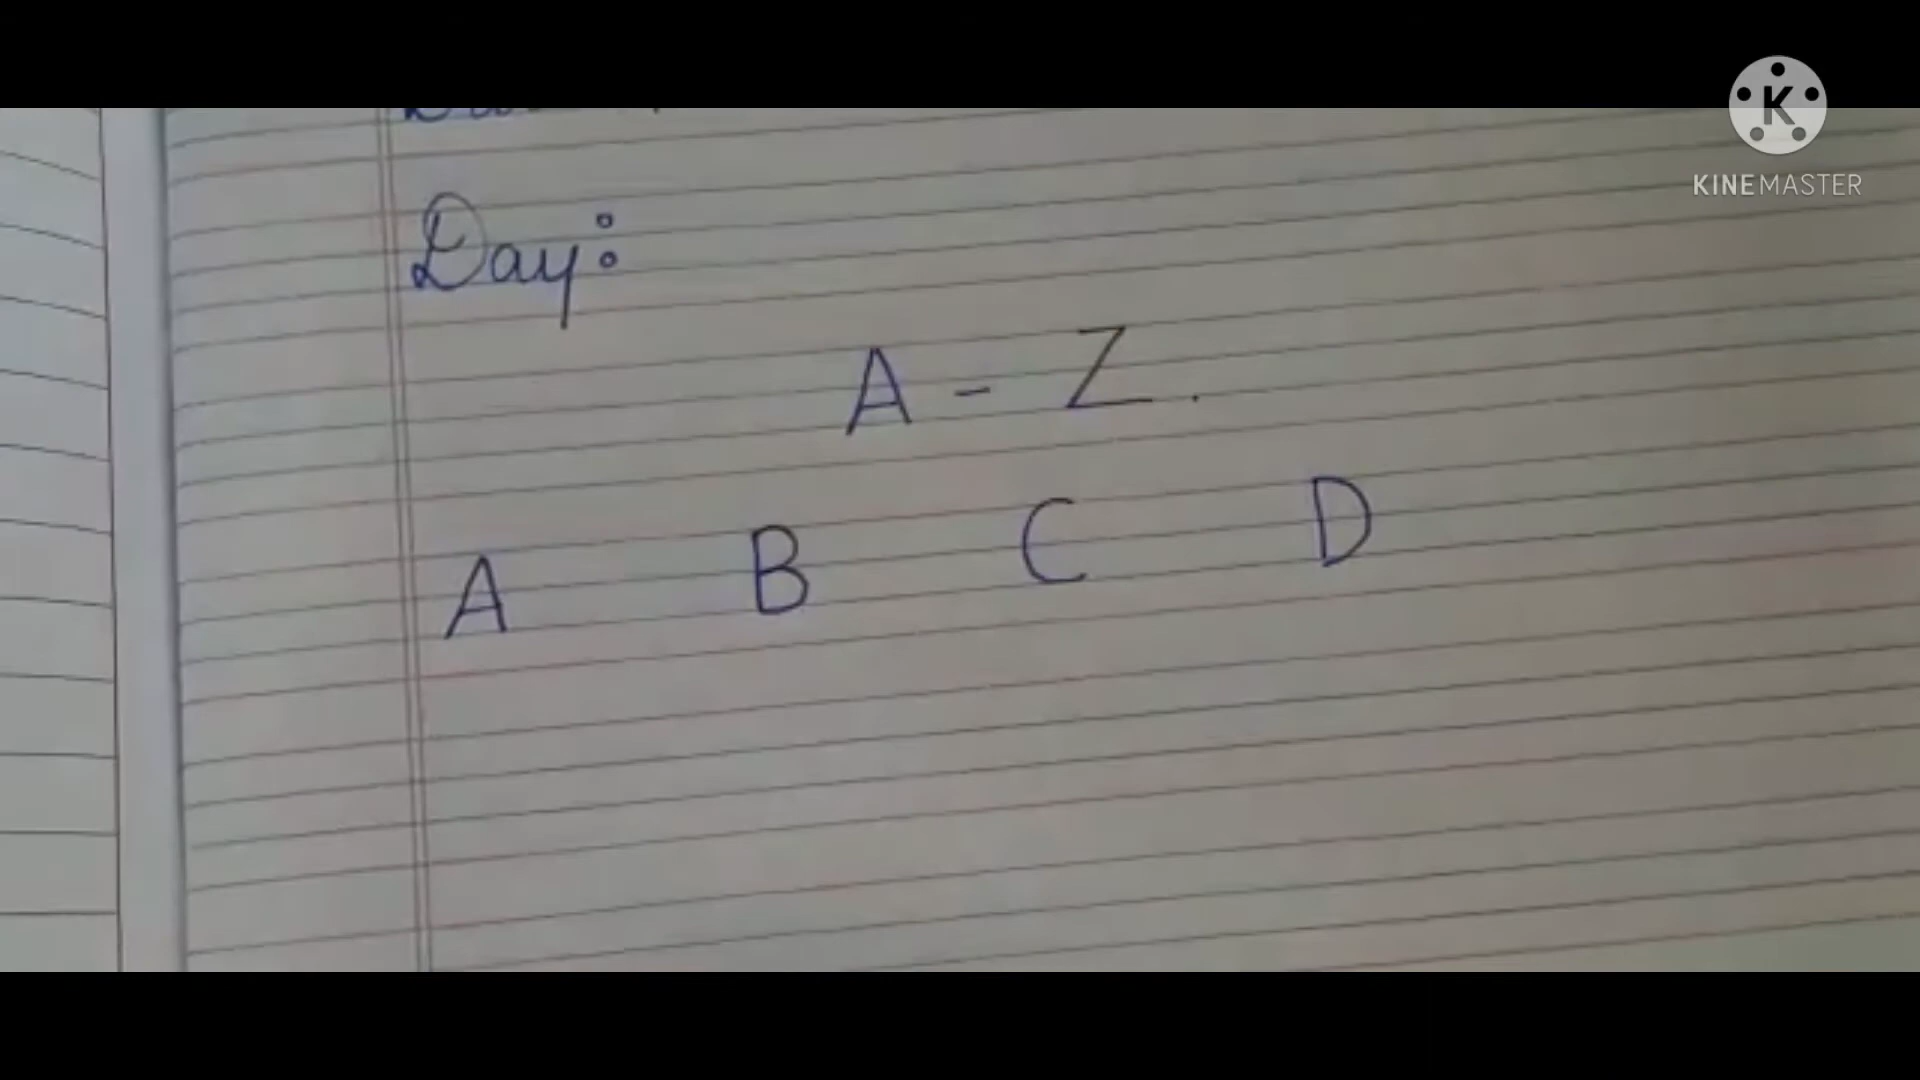 Day:
A - Z.
A B C D
K
KINEMASTER